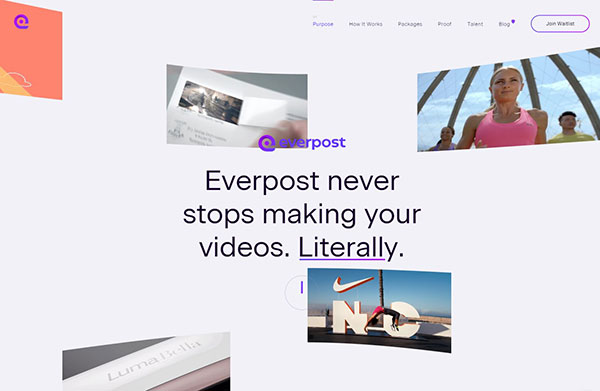 Purpose
How It Works
Packages
Proof
Talent
Blog
Join Waitlist
everpost
Everpost never
stops making your
videos. Literally.
NTC
Luma Bella